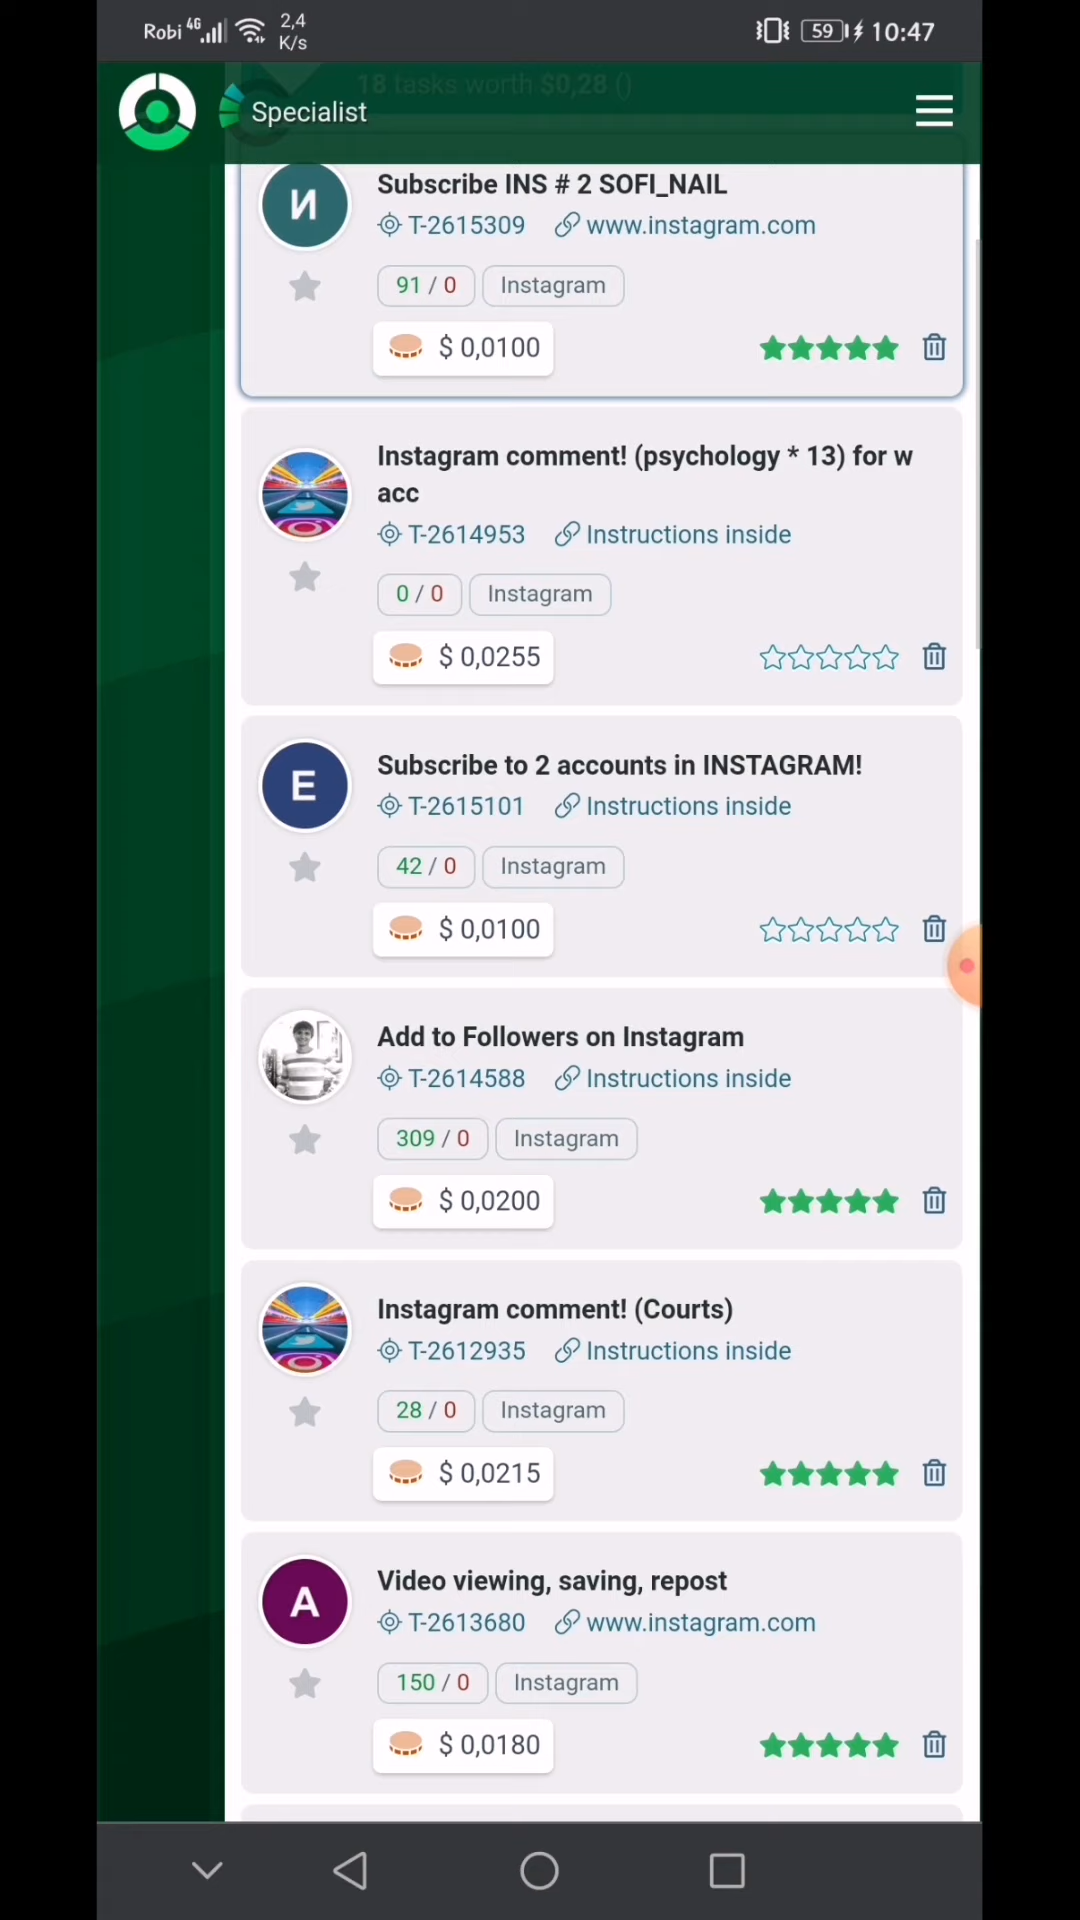 Robi 4G 2,4 K/s 59 10:47
18 tasks worth $0,28 ()
Specialist
И
Subscribe INS # 2 SOFI_NAIL
T-2615309 www.instagram.com
91 / 0 Instagram
$ 0,0100
Instagram comment! (psychology * 13) for w
acc
T-2614953 Instructions inside
0 / 0 Instagram
$ 0,0255
E
Subscribe to 2 accounts in INSTAGRAM!
T-2615101 Instructions inside
42 / 0 Instagram
$ 0,0100
Add to Followers on Instagram
T-2614588 Instructions inside
309 / 0 Instagram
$ 0,0200
Instagram comment! (Courts)
T-2612935 Instructions inside
28 / 0 Instagram
$ 0,0215
A
Video viewing, saving, repost
T-2613680 www.instagram.com
150 / 0 Instagram
$ 0,0180